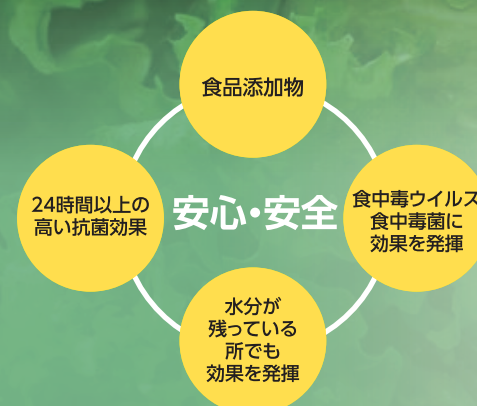 食品添加物
24時間以上の
高い抗菌効果
安心・安全
食中毒ウイルス
食中毒菌に
効果を発揮
水分が
残っている
所でも
効果を発揮